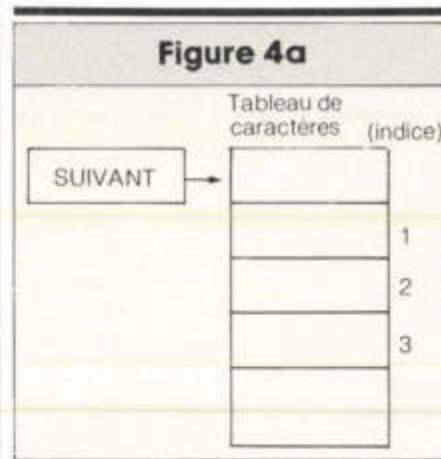 Figure 4a
Tableau de
caractères (indice)
SUIVANT
1
2
3